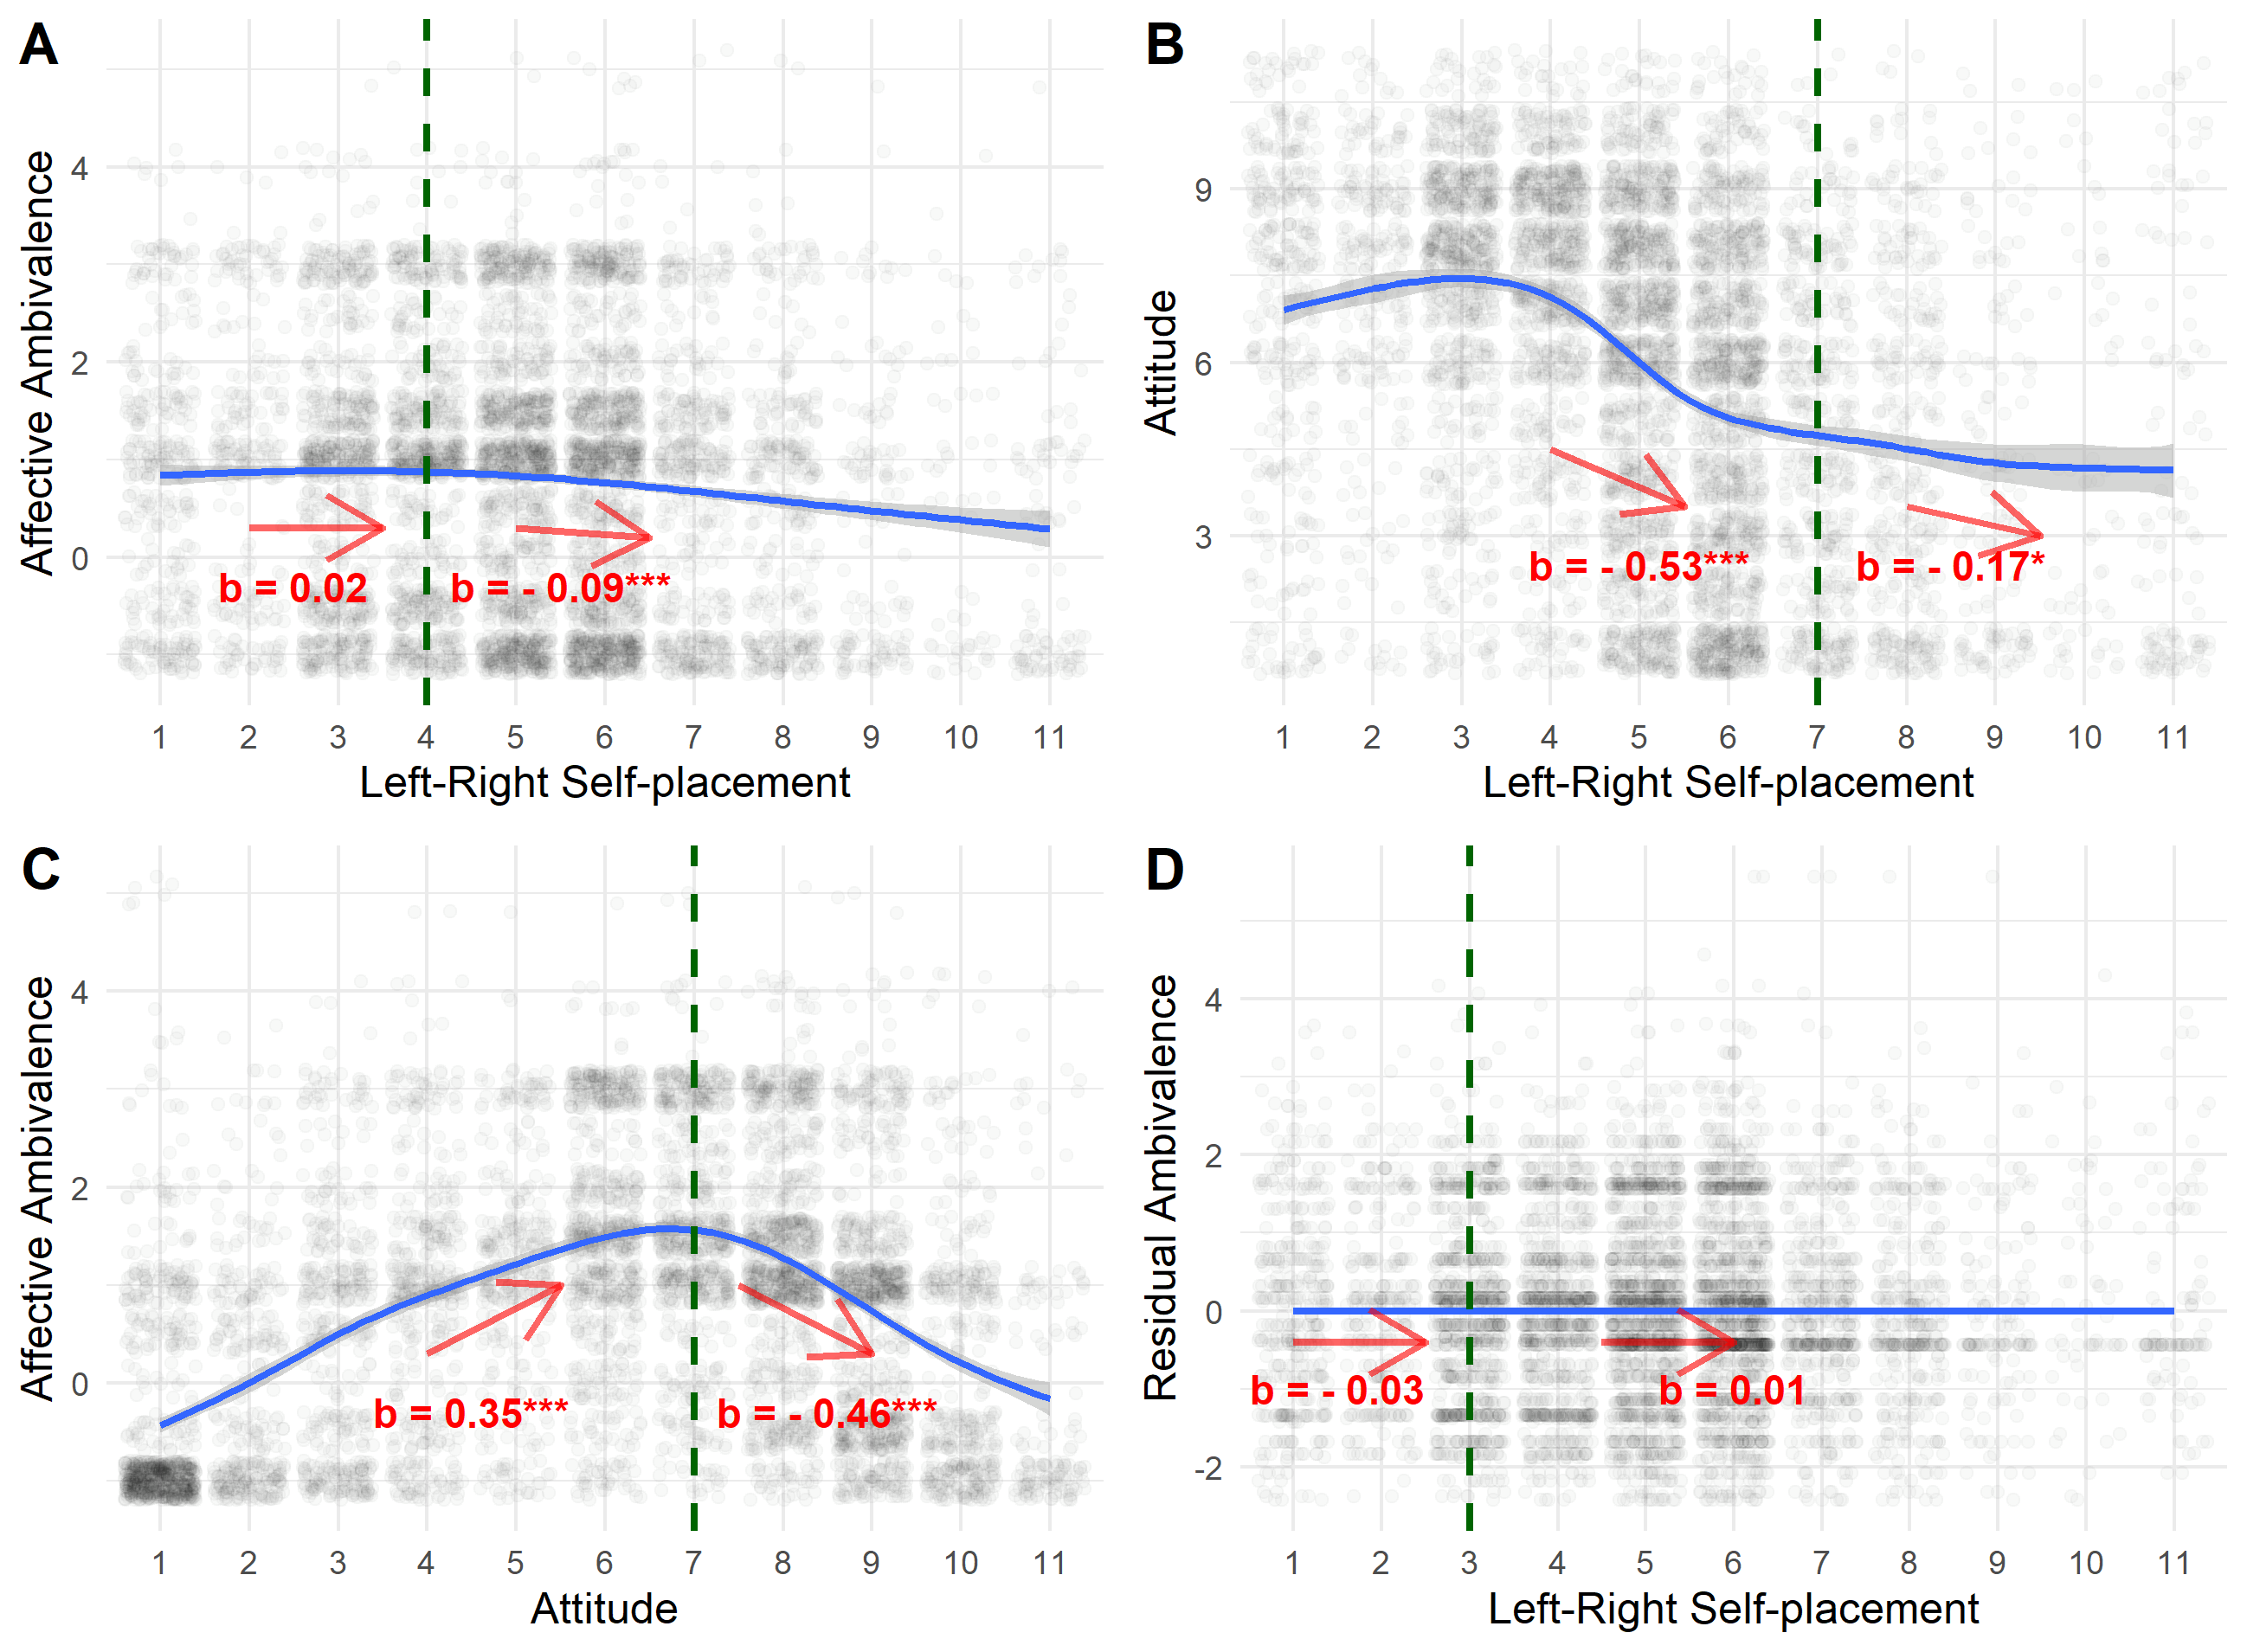 A
Affective Ambivalence
4
2
0
b = 0.02
b = - 0.09***
1 2 3 4 5 6 7 8 9 10 11
Left-Right Self-placement
B
Attitude
9
6
3
b = - 0.53***
b = - 0.17*
1 2 3 4 5 6 7 8 9 10 11
Left-Right Self-placement
C
Affective Ambivalence
4
2
0
b = 0.35***
b = - 0.46***
1 2 3 4 5 6 7 8 9 10 11
Attitude
D
Residual Ambivalence
4
2
0
-2
b = - 0.03
b = 0.01
1 2 3 4 5 6 7 8 9 10 11
Left-Right Self-placement